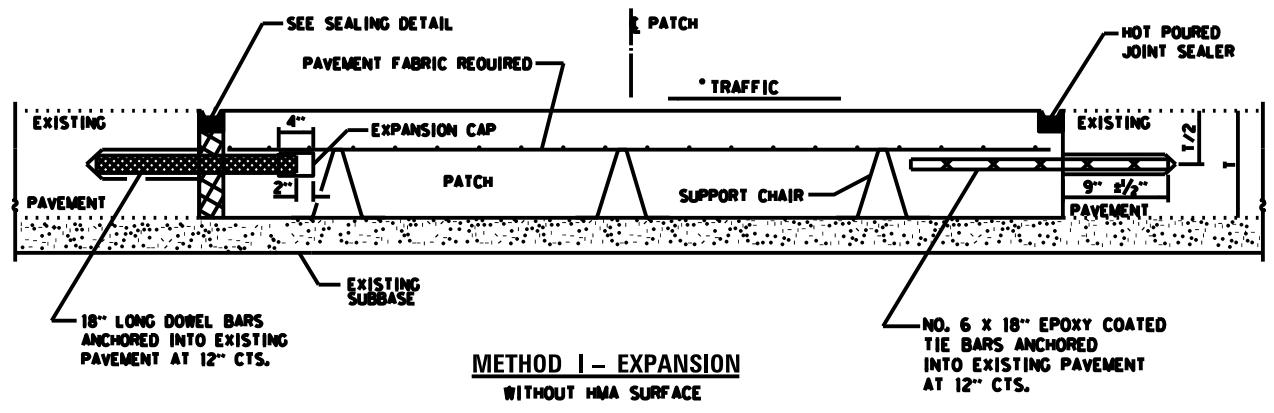 SEE SEALING DETAIL
℄ PATCH
HOT POURED
JOINT SEALER
PAVEMENT FABRIC REQUIRED
* TRAFFIC
EXISTING
4"
EXPANSION CAP
EXISTING
T/2
T
2"
PATCH
SUPPORT CHAIR
9" ±1/2"
PAVEMENT
PAVEMENT
EXISTING
SUBBASE
18" LONG DOWEL BARS
ANCHORED INTO EXISTING
PAVEMENT AT 12" CTS.
NO. 6 X 18" EPOXY COATED
TIE BARS ANCHORED
INTO EXISTING PAVEMENT
AT 12" CTS.
METHOD I – EXPANSION
WITHOUT HMA SURFACE